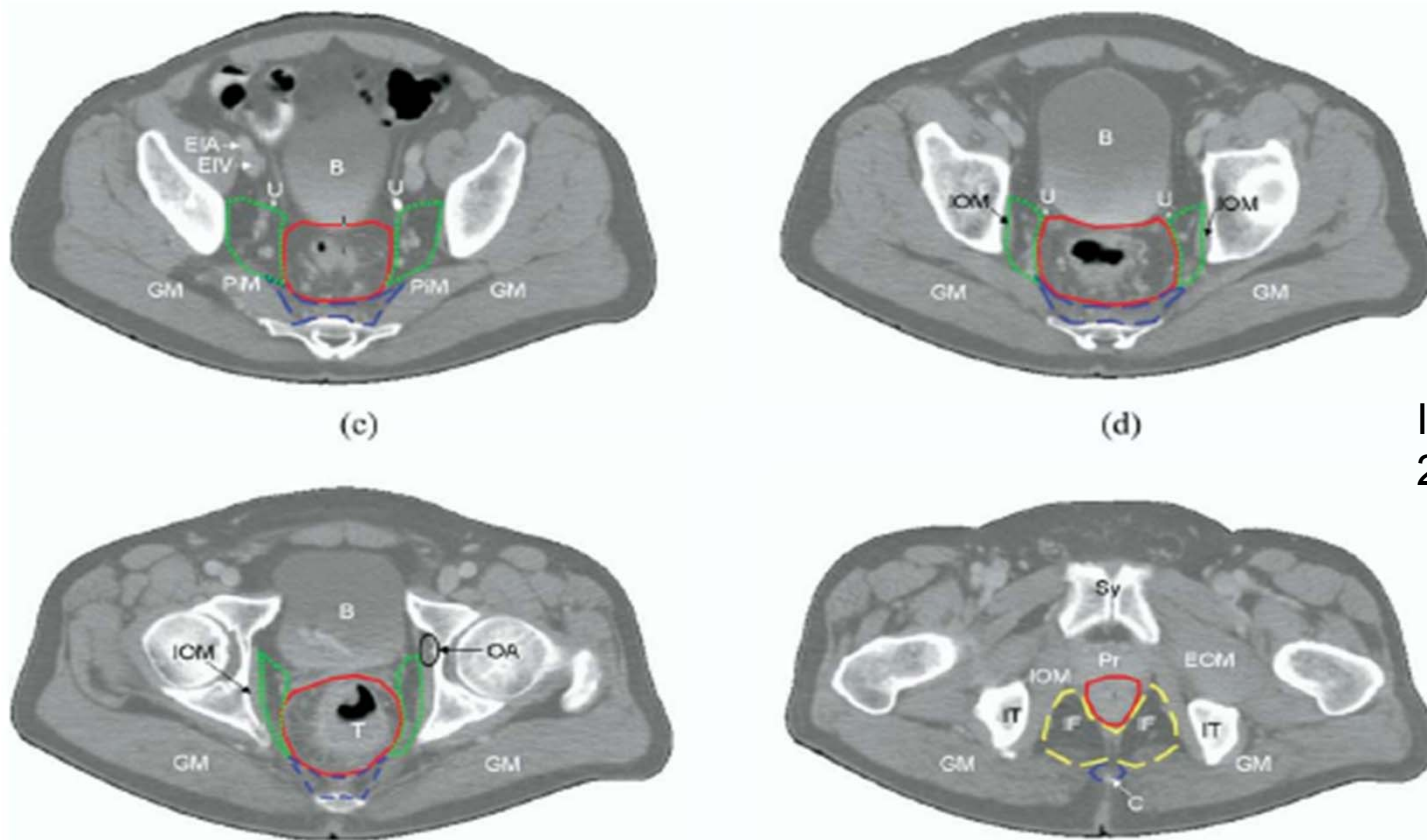 EIA
EIV
B
U U
PiM PiM
GM GM
(c)
B
U U
IOM IOM
GM GM
(d)
B
IOM OA
T
GM GM
Sy
Pr EOM
IOM
IT IF IF IT
GM GM
C